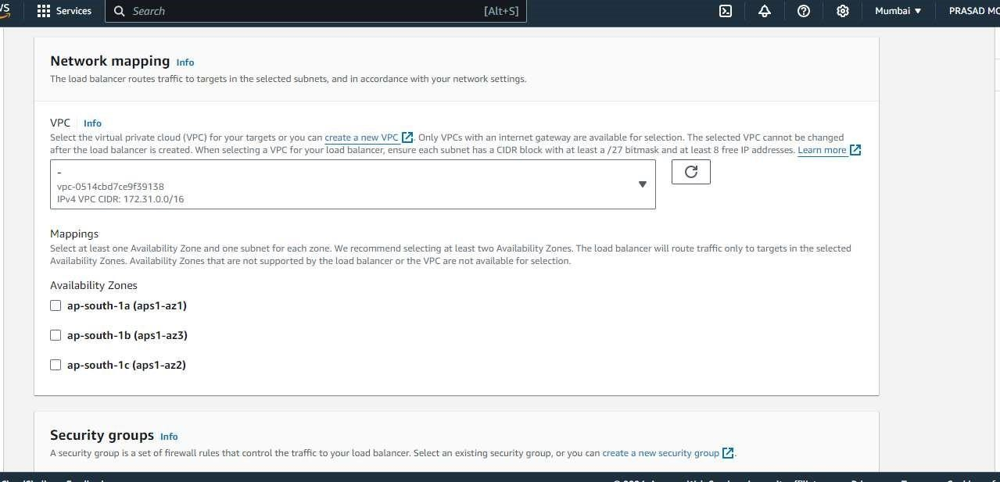 Services Search [Alt+S] Mumbai ▼ PRASAD MO
Network mapping Info
The load balancer routes traffic to targets in the selected subnets, and in accordance with your network settings.
VPC Info
Select the virtual private cloud (VPC) for your targets or you can create a new VPC. Only VPCs with an internet gateway are available for selection. The selected VPC cannot be changed
after the load balancer is created. When selecting a VPC for your load balancer, ensure each subnet has a CIDR block with at least a /27 bitmask and at least 8 free IP addresses. Learn more
-
vpc-0514cbd7ce9f39138
IPv4 VPC CIDR: 172.31.0.0/16
Mappings
Select at least one Availability Zone and one subnet for each zone. We recommend selecting at least two Availability Zones. The load balancer will route traffic only to targets in the selected
Availability Zones. Availability Zones that are not supported by the load balancer or the VPC are not available for selection.
Availability Zones
ap-south-1a (aps1-az1)
ap-south-1b (aps1-az3)
ap-south-1c (aps1-az2)
Security groups Info
A security group is a set of firewall rules that control the traffic to your load balancer. Select an existing security group, or you can create a new security group.